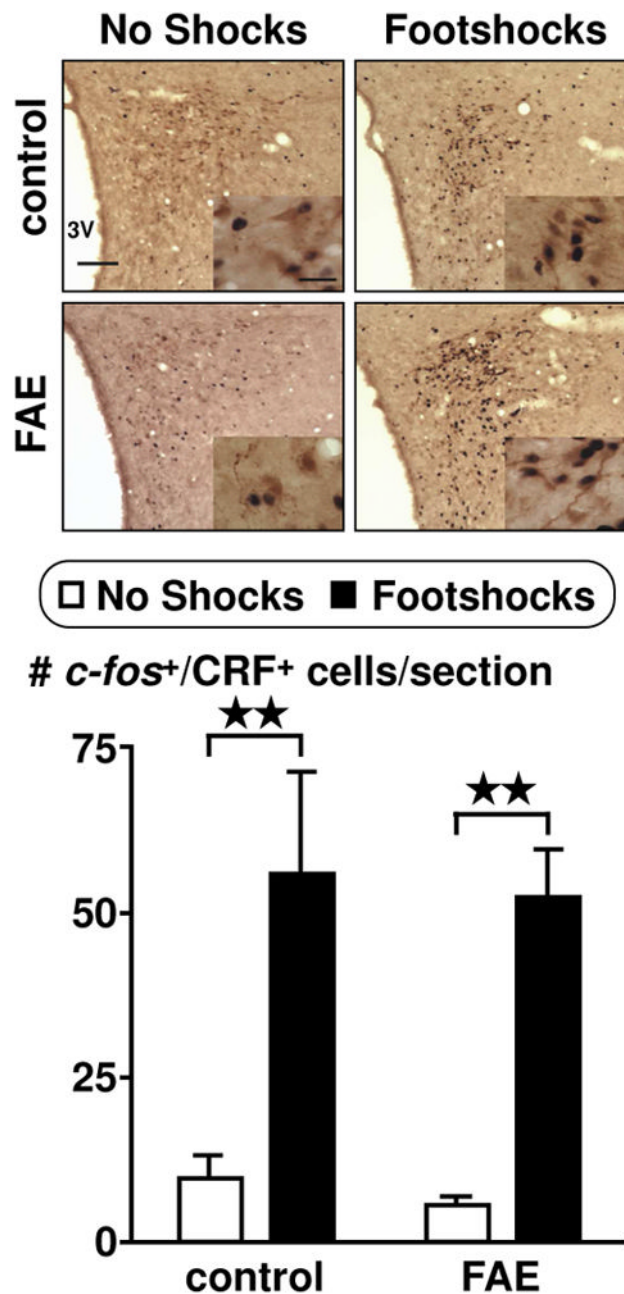 No Shocks Footshocks
control
3V
FAE
No Shocks Footshocks
# c-fos⁺/CRF⁺ cells/section
★★
75
★★
50
25
0
control FAE